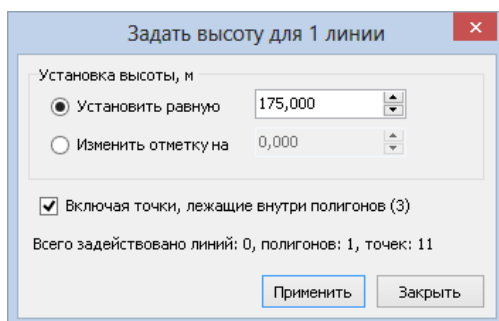 Задать высоту для 1 линии
Установка высоты, м
Установить равную 175,000
Изменить отметку на 0,000
Включая точки, лежащие внутри полигонов (3)
Всего задействовано линий: 0, полигонов: 1, точек: 11
Применить Закрыть